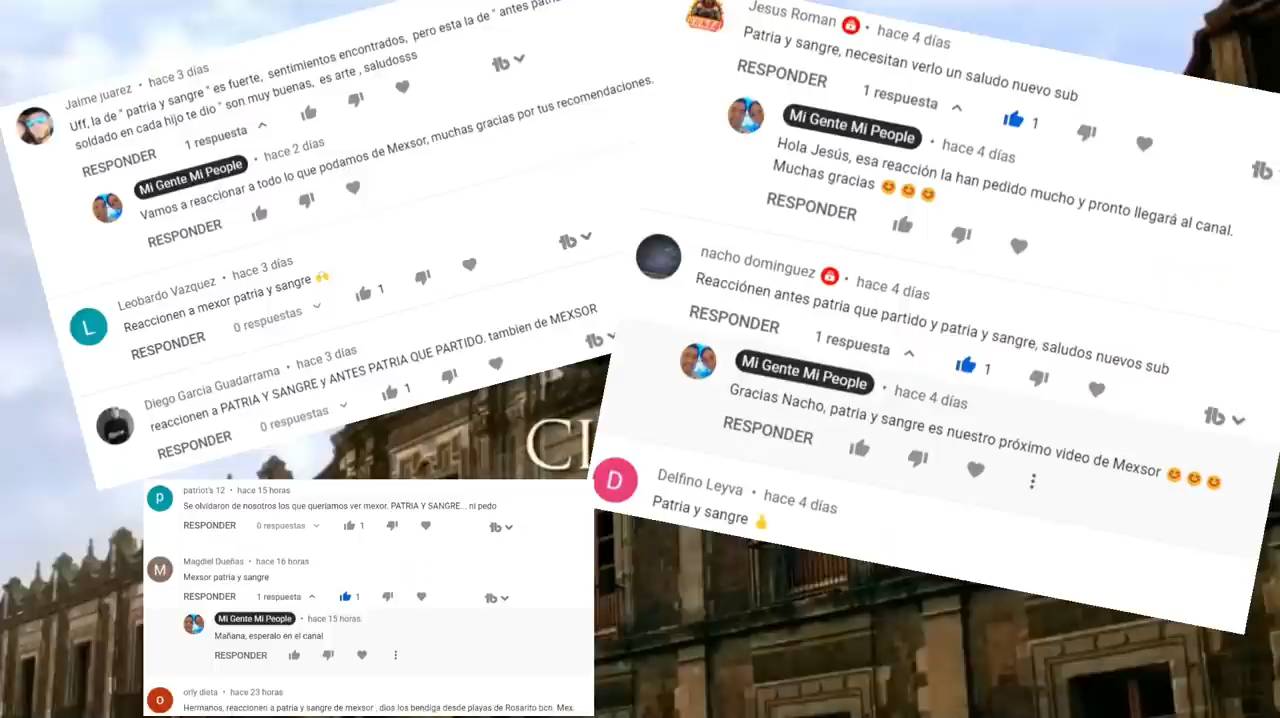 Jaime juarez • hace 3 días
Uff, la de " patria y sangre " es fuerte, sentimientos encontrados, pero esta la de " antes patria
soldado en cada hijo te dio " son muy buenas, es arte , saludosss
RESPONDER 1 respuesta
Mi Gente Mi People • hace 2 días
Vamos a reaccionar a todo lo que podamos de Mexsor, muchas gracias por tus recomendaciones.
RESPONDER
L
Leobardo Vazquez • hace 3 días
Reaccionen a mexor patria y sangre 🙌
RESPONDER 0 respuestas 1
Diego Garcia Guadarrama • hace 3 días
reaccionen a PATRIA Y SANGRE y ANTES PATRIA QUE PARTIDO. tambien de MEXSOR
RESPONDER 0 respuestas 1
Jesus Roman • hace 4 días
Patria y sangre, necesitan verlo un saludo nuevo sub
RESPONDER 1 respuesta 1
Mi Gente Mi People • hace 4 días
Hola Jesús, esa reacción la han pedido mucho y pronto llegará al canal.
Muchas gracias 😊 😊 😊
RESPONDER
nacho dominguez • hace 4 días
Reacciónen antes patria que partido y patria y sangre, saludos nuevos sub
RESPONDER 1 respuesta 1
Mi Gente Mi People • hace 4 días
Gracias Nacho, patria y sangre es nuestro próximo video de Mexsor 😊 😊 😊
RESPONDER
D
Delfino Leyva • hace 4 días
Patria y sangre 👍
CI
p
patriot's 12 • hace 15 horas
Se olvidaron de nosotros los que queriamos ver mexor. PATRIA Y SANGRE... ni pedo
RESPONDER 0 respuestas 1
M
Magdiel Dueñas • hace 16 horas
Mexsor patria y sangre
RESPONDER 1 respuesta 1
Mi Gente Mi People • hace 15 horas
Mañana, esperalo en el canal
RESPONDER
o
orly dieta • hace 23 horas
Hermanos, reaccionen a patria y sangre de mexsor , dios los bendiga desde playas de Rosarito bcn. Mex.